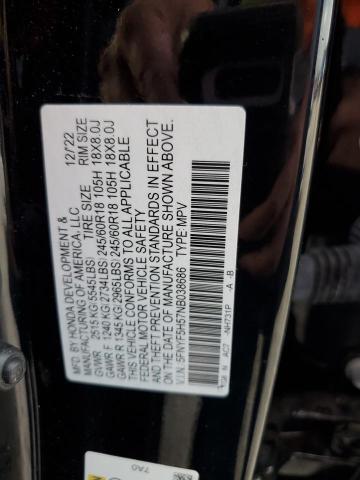 MFD. BY HONDA DEVELOPMENT & 12/22
MANUFACTURING OF AMERICA, LLC. TIRE SIZE RIM SIZE
GVWR 2515 KG 5545LBS
GAWR F 1240 KG 2734LBS 245/60R18 105H 18X8.0J
GAWR R 1345 KG 2965LBS 245/60R18 105H 18X8.0J
THIS VEHICLE CONFORMS TO ALL APPLICABLE
FEDERAL MOTOR VEHICLE SAFETY AND THEFT
PREVENTION STANDARDS IN EFFECT
ON THE DATE OF MANUFACTURE SHOWN ABOVE.
V.I.N.: 5FNYF5H57NB038686 TYPE:MPV
AC7 -NH731P -A -B
7A0